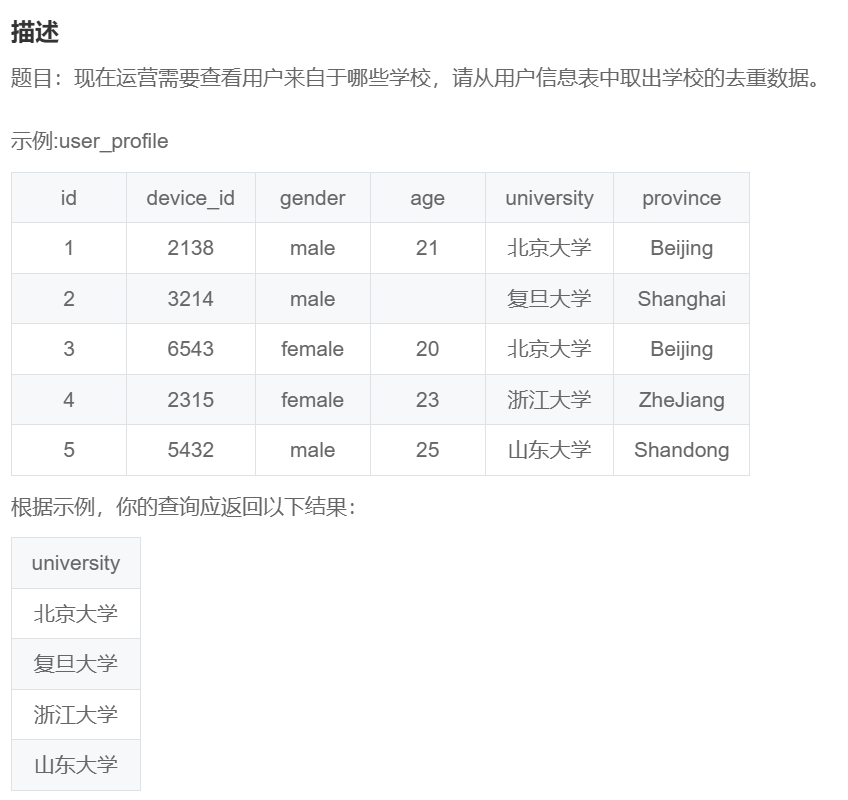 描述
题目：现在运营需要查看用户来自于哪些学校，请从用户信息表中取出学校的去重数据。
示例:user_profile
id device_id gender age university province
1 2138 male 21 北京大学 Beijing
2 3214 male 复旦大学 Shanghai
3 6543 female 20 北京大学 Beijing
4 2315 female 23 浙江大学 ZheJiang
5 5432 male 25 山东大学 Shandong
根据示例，你的查询应返回以下结果：
university
北京大学
复旦大学
浙江大学
山东大学